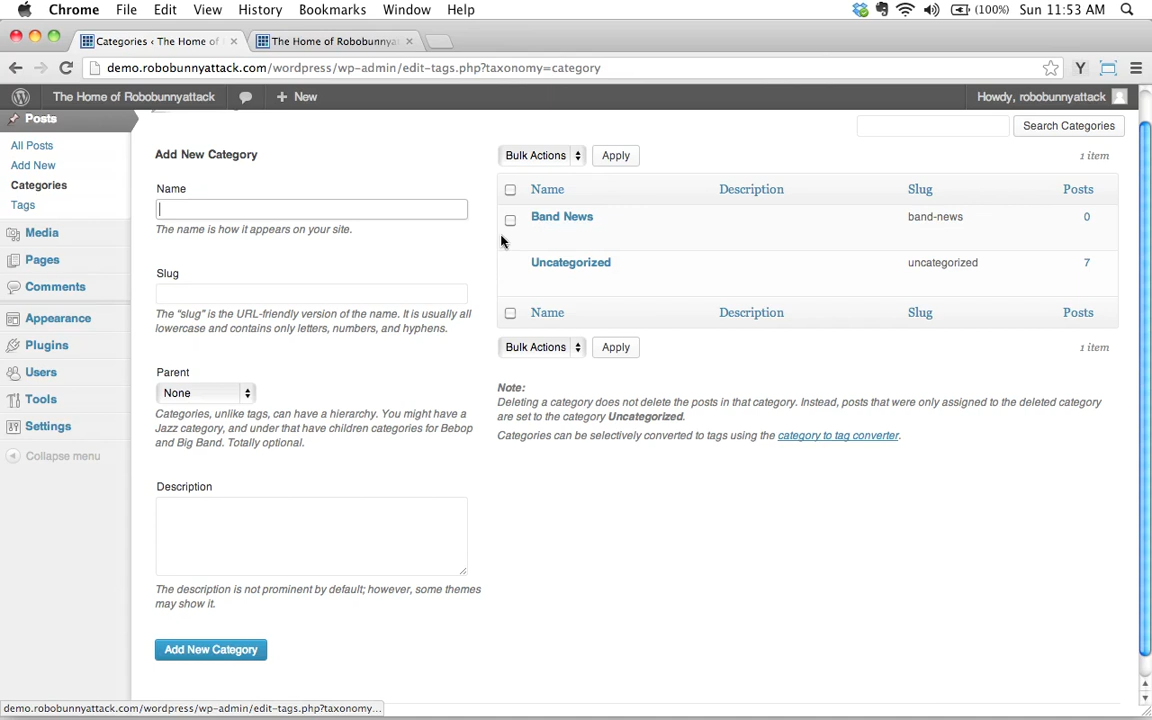 Chrome File Edit View History Bookmarks Window Help (100%) Sun 11:53 AM
Categories ‹ The Home of
The Home of Robobunnya
demo.robobunnyattack.com/wordpress/wp-admin/edit-tags.php?taxonomy=category
Y
The Home of Robobunnyattack + New Howdy, robobunnyattack
Posts
All Posts
Add New
Categories
Tags
Media
Pages
Comments
Appearance
Plugins
Users
Tools
Settings
Collapse menu
Add New Category
Name
The name is how it appears on your site.
Slug
The “slug” is the URL-friendly version of the name. It is usually all
lowercase and contains only letters, numbers, and hyphens.
Parent
None
Categories, unlike tags, can have a hierarchy. You might have a
Jazz category, and under that have children categories for Bebop
and Big Band. Totally optional.
Description
The description is not prominent by default; however, some themes
may show it.
Add New Category
Search Categories
Bulk Actions Apply 1 item
Name Description Slug Posts
Band News band-news 0
Uncategorized uncategorized 7
Name Description Slug Posts
Bulk Actions Apply 1 item
Note:
Deleting a category does not delete the posts in that category. Instead, posts that were only assigned to the deleted category
are set to the category Uncategorized.
Categories can be selectively converted to tags using the category to tag converter.
demo.robobunnyattack.com/wordpress/wp-admin/edit-tags.php?taxonomy...